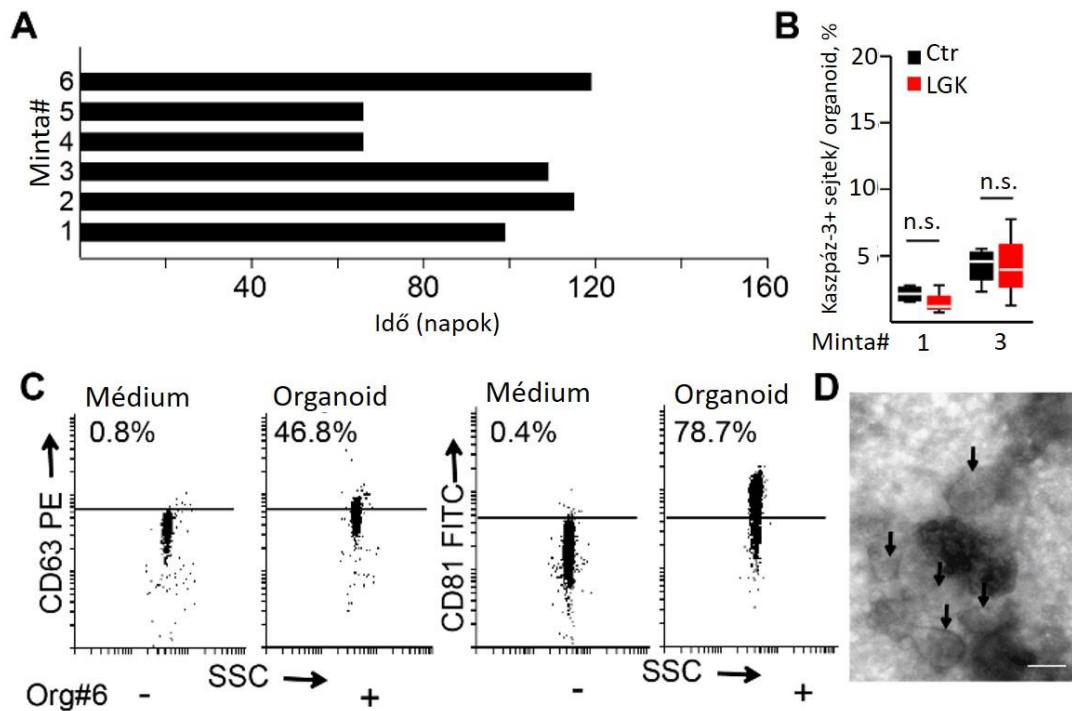 A
Minta#
6
5
4
3
2
1
40
80
120
160
Idő (napok)
B
Kaszpáz-3+ sejtek/ organoid, %
20
15
10
5
Ctr
LGK
n.s.
n.s.
Minta#
1
3
C
Médium
0.8%
Organoid
46.8%
Médium
0.4%
Organoid
78.7%
CD63 PE
CD81 FITC
SSC
SSC
Org#6
-
+
-
+
D